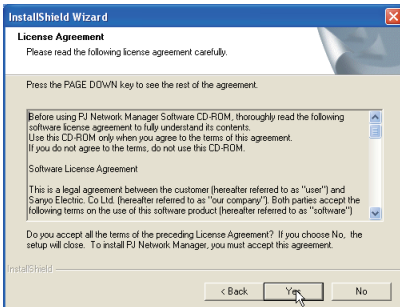 InstallShield Wizard
License Agreement
Please read the following license agreement carefully.
Press the PAGE DOWN key to see the rest of the agreement.
Before using PJ Network Manager Software CD-ROM, thoroughly read the following
software license agreement to fully understand its contents.
Use this CD-ROM only when you agree to the terms of this agreement.
If you do not agree to the terms, do not use this CD-ROM.
Software License Agreement
This is a legal agreement between the customer (hereafter referred to as "user") and
Sanyo Electric. Co Ltd. (hereafter referred to as "our company"). Both parties accept the
following terms on the use of this software product (hereafter referred to as "software")
Do you accept all the terms of the preceding License Agreement? If you choose No, the
setup will close. To install PJ Network Manager, you must accept this agreement.
InstallShield
< Back Yes No